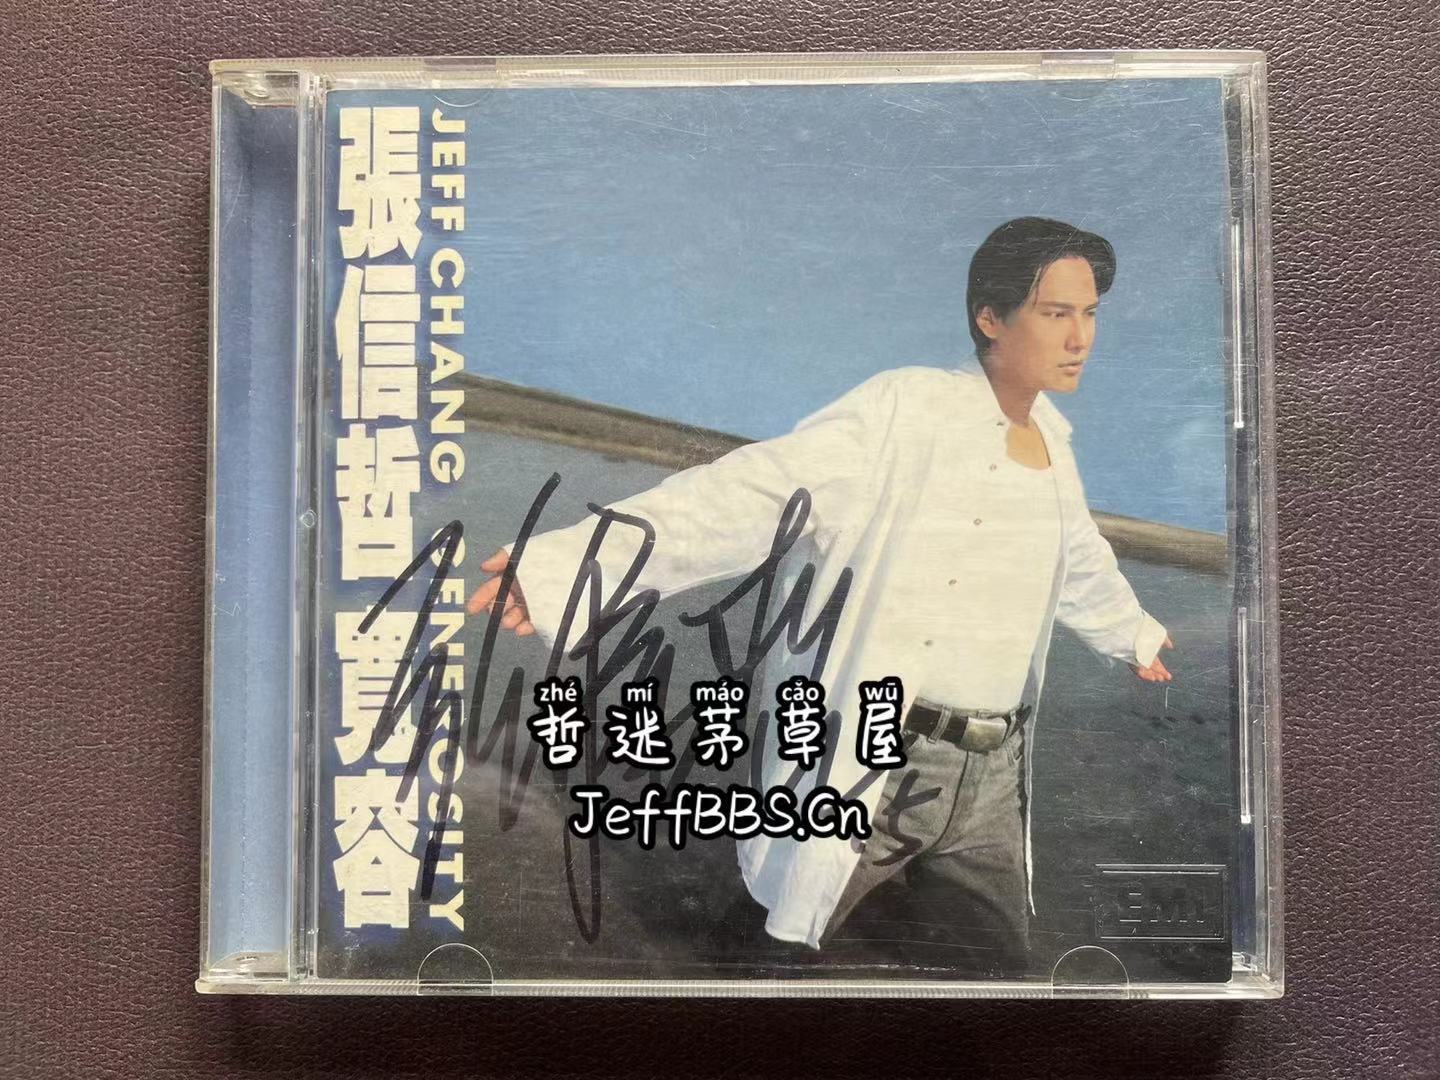 張信哲 寬容
JEFF CHANG GENEROSITY
zhé mí máo cǎo wū
哲迷茅草屋
JeffBBS.Cn
EMI